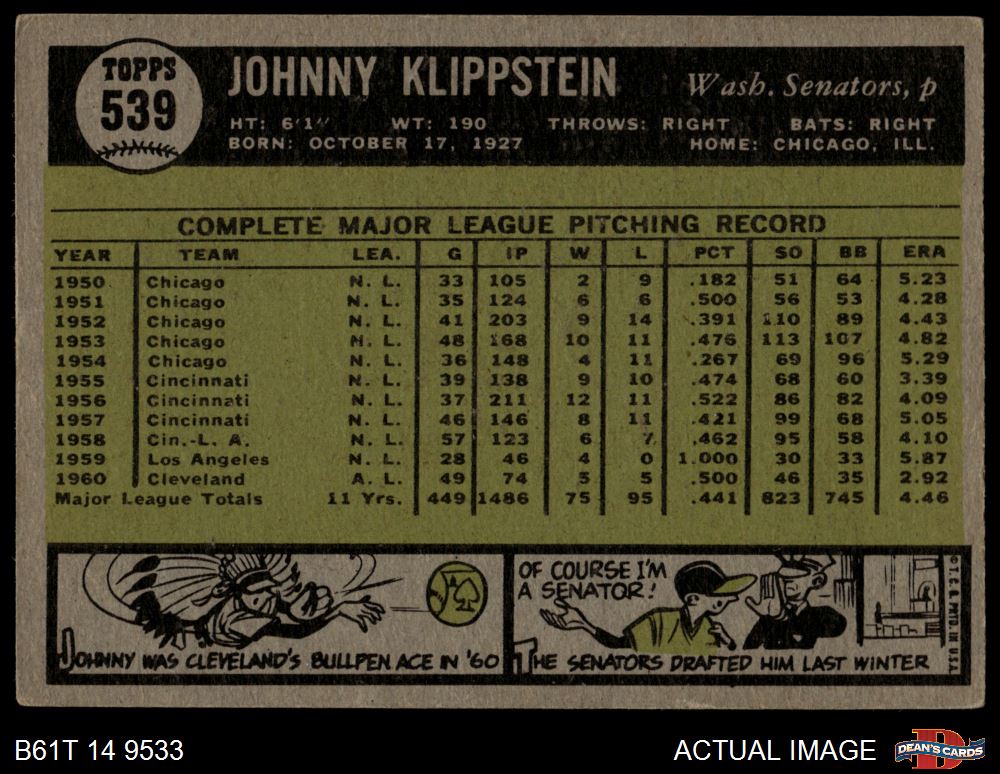 TOPPS
539
JOHNNY KLIPPSTEIN Wash. Senators, p
HT: 6'1" WT: 190 THROWS: RIGHT BATS: RIGHT
BORN: OCTOBER 17, 1927 HOME: CHICAGO, ILL.
COMPLETE MAJOR LEAGUE PITCHING RECORD
YEAR TEAM LEA. G IP W L PCT SO BB ERA
1950 Chicago N. L. 33 105 2 9 .182 51 64 5.23
1951 Chicago N. L. 35 124 6 6 .500 56 53 4.28
1952 Chicago N. L. 41 203 9 14 .391 110 89 4.43
1953 Chicago N. L. 48 168 10 11 .476 113 107 4.82
1954 Chicago N. L. 36 148 4 11 .267 69 96 5.29
1955 Cincinnati N. L. 39 138 9 10 .474 68 60 3.39
1956 Cincinnati N. L. 37 211 12 11 .522 86 82 4.09
1957 Cincinnati N. L. 46 146 8 11 .421 99 68 5.05
1958 Cin.-L. A. N. L. 57 123 6 7 .462 95 58 4.10
1959 Los Angeles N. L. 28 46 4 0 1.000 30 33 5.87
1960 Cleveland A. L. 49 74 5 5 .500 46 35 2.92
Major League Totals 11 Yrs. 449 1486 75 95 .441 823 745 4.46
JOHNNY WAS CLEVELAND'S BULLPEN ACE IN '60
OF COURSE I'M
A SENATOR!
THE SENATORS DRAFTED HIM LAST WINTER
© T. C. G. PRTD. IN U.S.A.
B61T 14 9533
ACTUAL IMAGE
D
DEAN'S CARDS